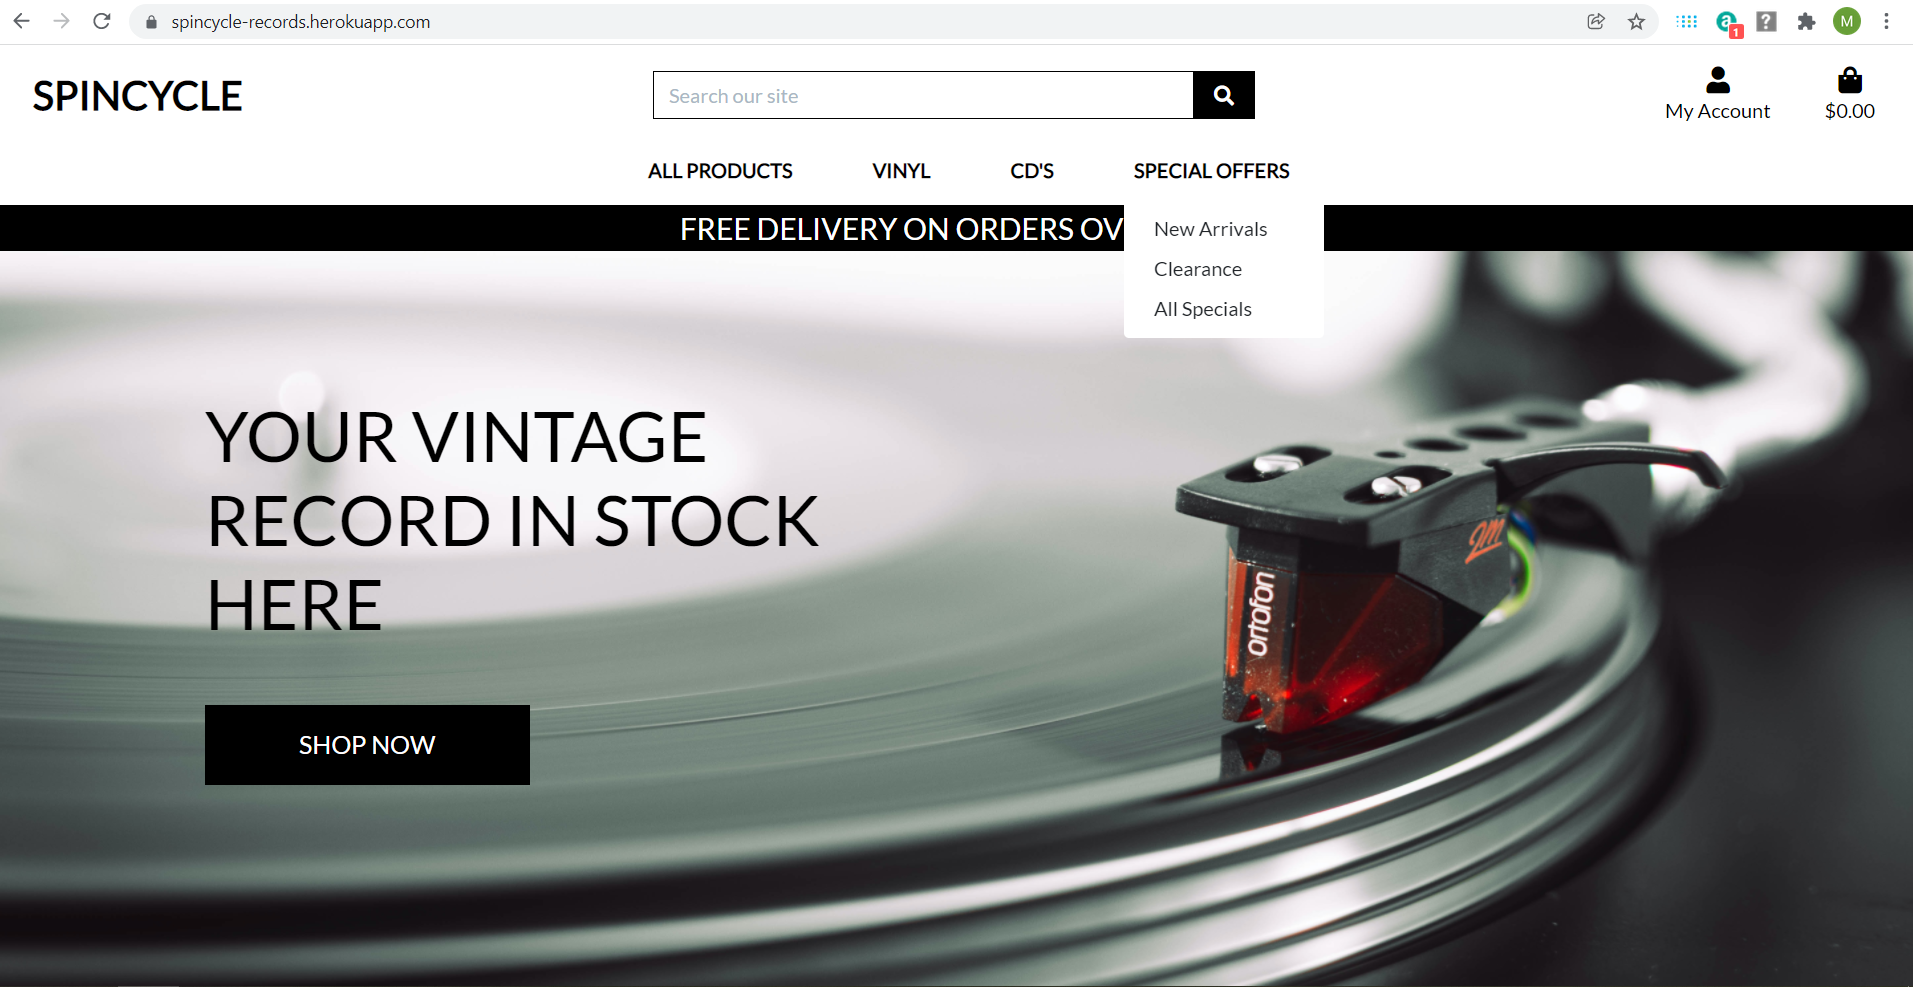 spincycle-records.herokuapp.com
1
M
SPINCYCLE
Search our site
My Account
$0.00
ALL PRODUCTS
VINYL
CD'S
SPECIAL OFFERS
FREE DELIVERY ON ORDERS OV
New Arrivals
Clearance
All Specials
YOUR VINTAGE
RECORD IN STOCK
HERE
SHOP NOW
ortofon
2M